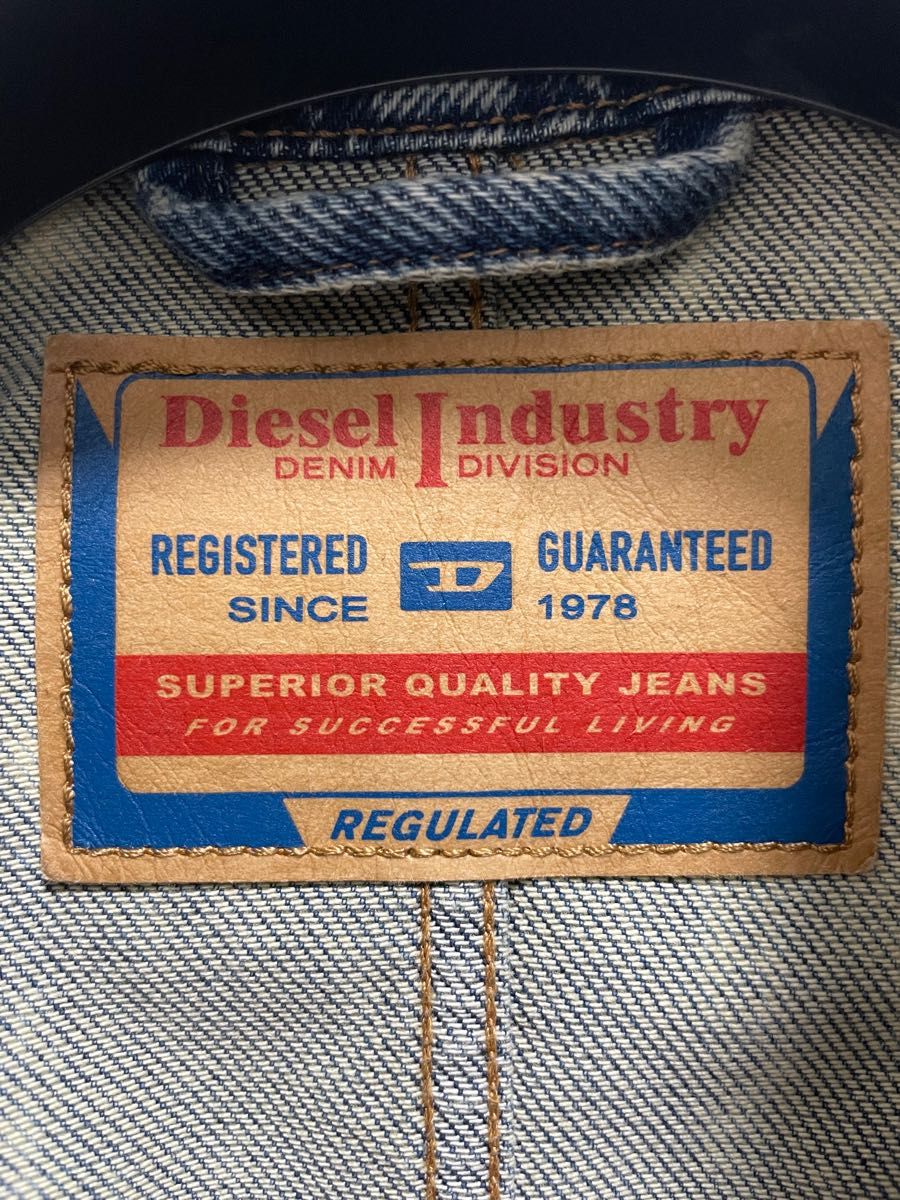 Diesel Industry
DENIM DIVISION
REGISTERED GUARANTEED
SINCE D 1978
SUPERIOR QUALITY JEANS
FOR SUCCESSFUL LIVING
REGULATED